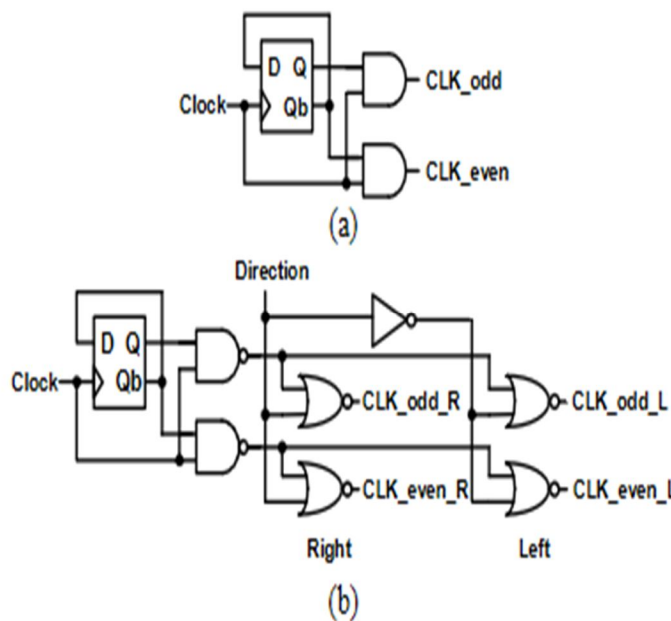 D Q
CLK_odd
Clock
Qb
CLK_even
(a)
Direction
D Q
Clock
Qb
CLK_odd_R
CLK_odd_L
CLK_even_R
CLK_even_L
Right
Left
(b)